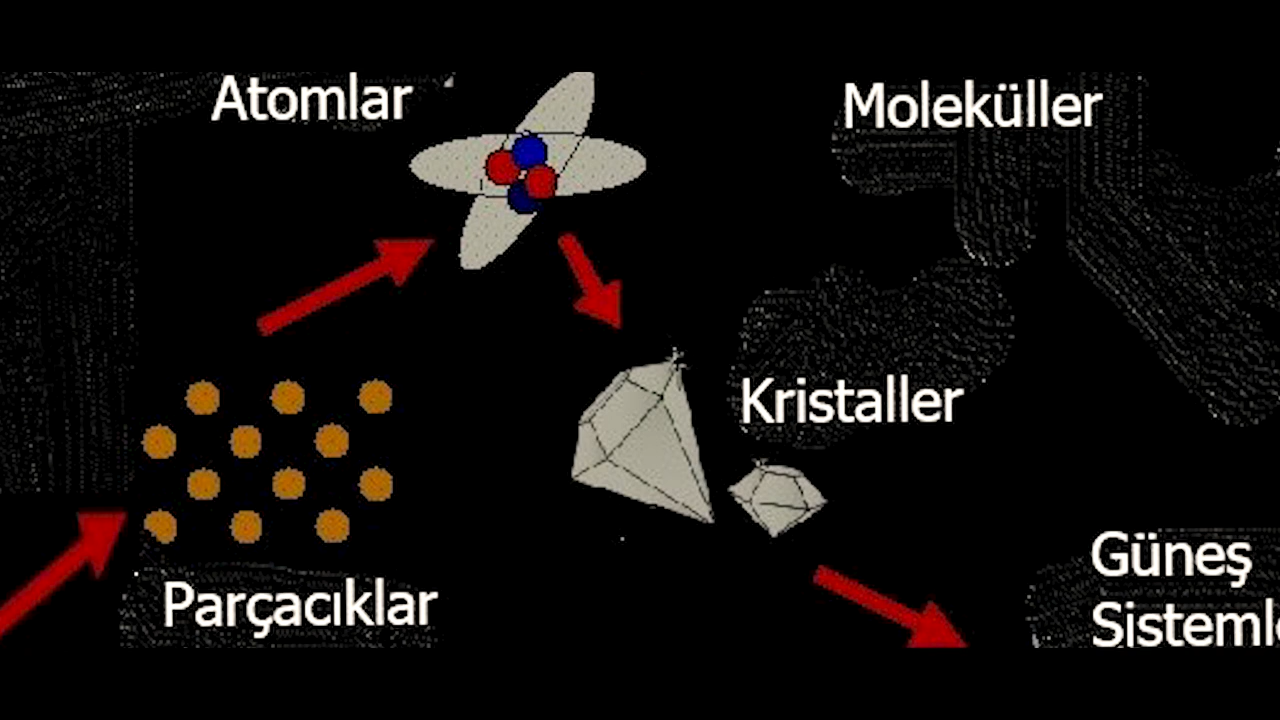 Atomlar
Moleküller
Kristaller
Parçacıklar
Güneş